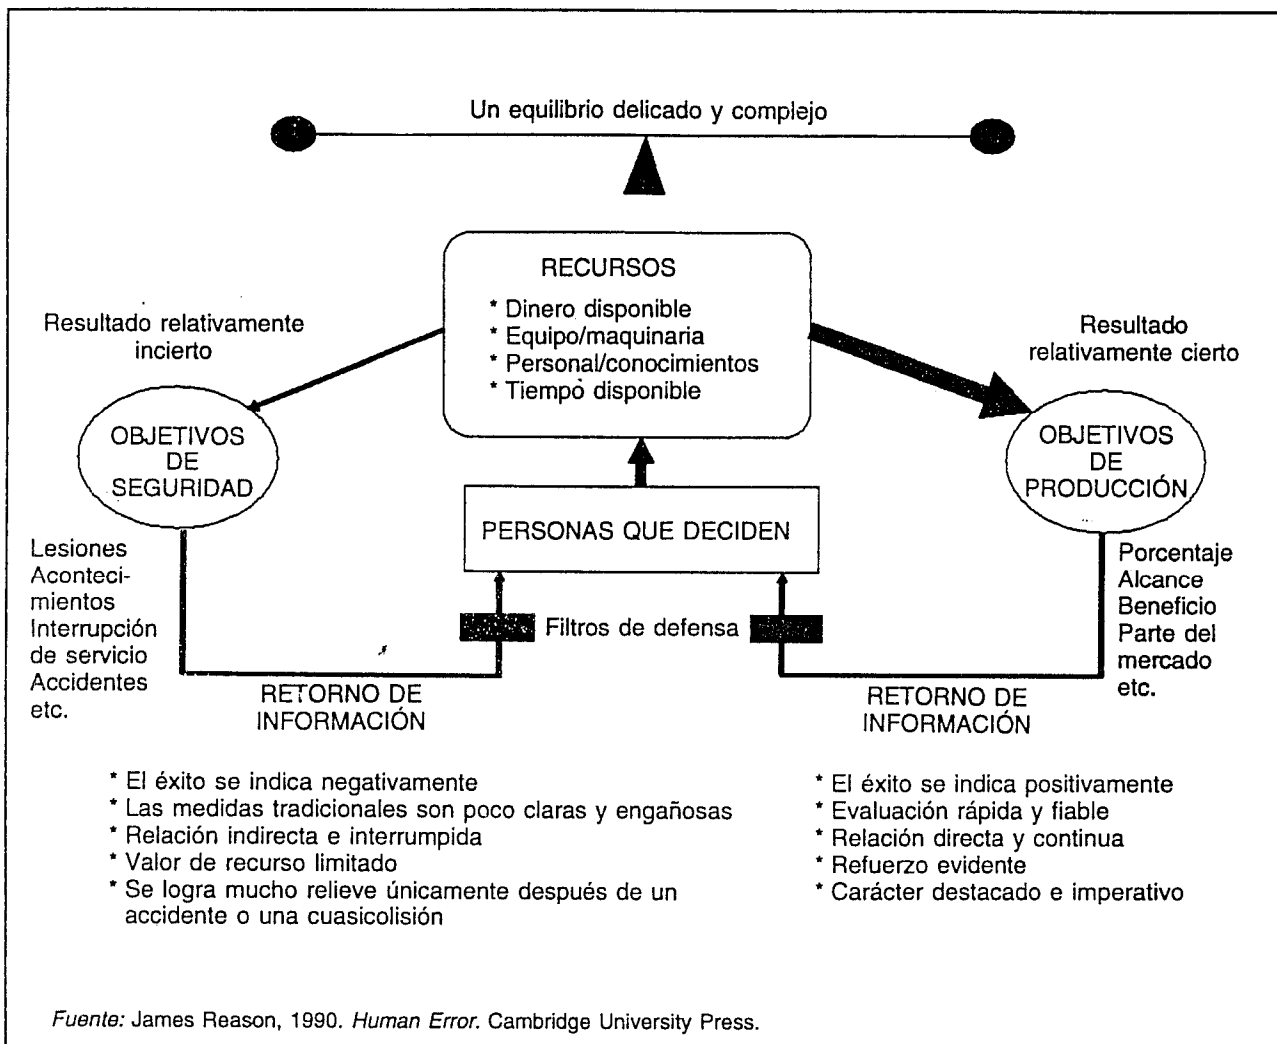 Un equilibrio delicado y complejo
RECURSOS
* Dinero disponible
* Equipo/maquinaria
* Personal/conocimientos
* Tiempo disponible
Resultado relativamente
incierto
Resultado
relativamente cierto
OBJETIVOS
DE
SEGURIDAD
OBJETIVOS
DE
PRODUCCIÓN
PERSONAS QUE DECIDEN
Lesiones
Aconteci-
mientos
Interrupción
de servicio
Accidentes
etc.
Filtros de defensa
Porcentaje
Alcance
Beneficio
Parte del
mercado
etc.
RETORNO DE
INFORMACIÓN
RETORNO DE
INFORMACIÓN
* El éxito se indica negativamente
* Las medidas tradicionales son poco claras y engañosas
* Relación indirecta e interrumpida
* Valor de recurso limitado
* Se logra mucho relieve únicamente después de un
accidente o una cuasicolisión
* El éxito se indica positivamente
* Evaluación rápida y fiable
* Relación directa y continua
* Refuerzo evidente
* Carácter destacado e imperativo
Fuente: James Reason, 1990. Human Error. Cambridge University Press.